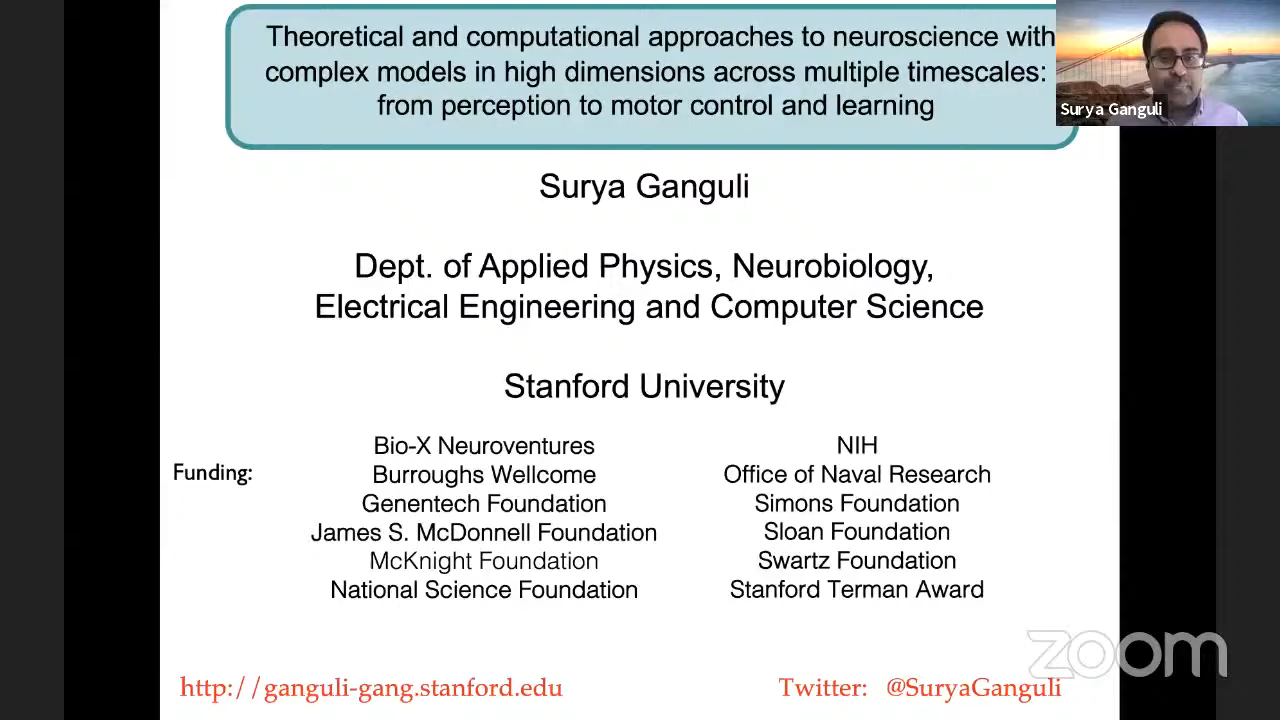 Theoretical and computational approaches to neuroscience with
complex models in high dimensions across multiple timescales:
from perception to motor control and learning
Surya Ganguli
Surya Ganguli
Dept. of Applied Physics, Neurobiology,
Electrical Engineering and Computer Science
Stanford University
Funding:
Bio-X Neuroventures
Burroughs Wellcome
Genentech Foundation
James S. McDonnell Foundation
McKnight Foundation
National Science Foundation
NIH
Office of Naval Research
Simons Foundation
Sloan Foundation
Swartz Foundation
Stanford Terman Award
zoom
http://ganguli-gang.stanford.edu
Twitter: @SuryaGanguli